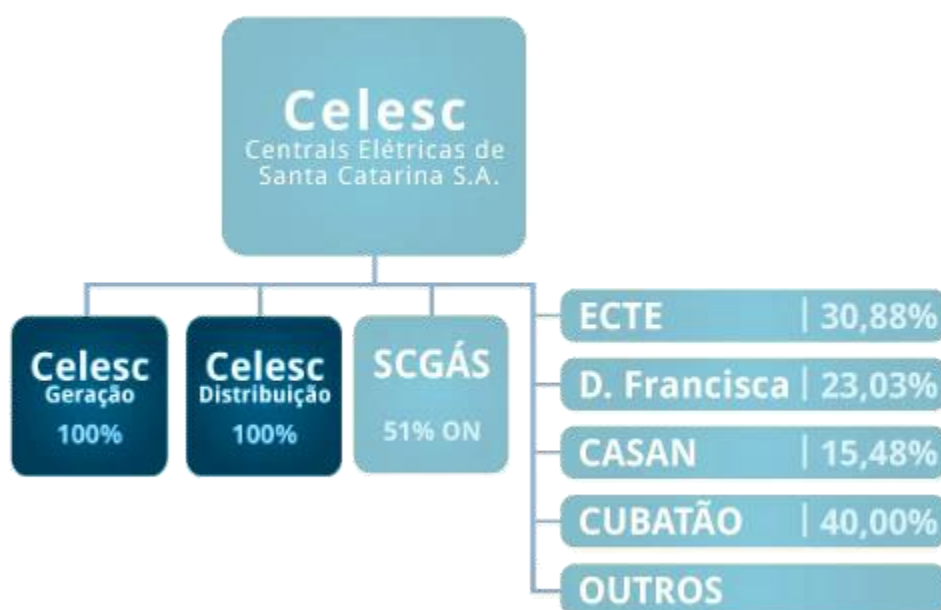 Celesc
Centrais Elétricas de
Santa Catarina S.A.
Celesc
Geração
100%
Celesc
Distribuição
100%
SCGÁS
51% ON
ECTE | 30,88%
D. Francisca | 23,03%
CASAN | 15,48%
CUBATÃO | 40,00%
OUTROS